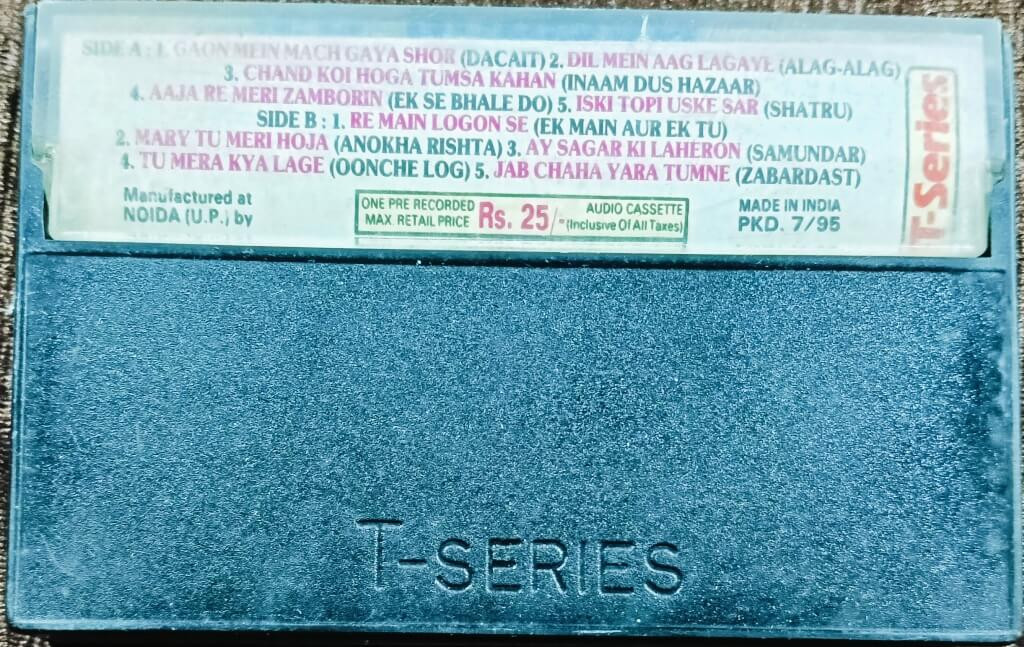 SIDE A : 1. GAON MEIN MACH GAYA SHOR (DACAIT) 2. DIL MEIN AAG LAGAYE (ALAG-ALAG)
3. CHAND KOI HOGA TUMSA KAHAN (INAAM DUS HAZAAR)
4. AAJA RE MERI ZAMBORIN (EK SE BHALE DO) 5. ISKI TOPI USKE SAR (SHATRU)
SIDE B : 1. RE MAIN LOGON SE (EK MAIN AUR EK TU)
2. MARY TU MERI HOJA (ANOKHA RISHTA) 3. AY SAGAR KI LAHERON (SAMUNDAR)
4. TU MERA KYA LAGE (OONCHE LOG) 5. JAB CHAHA YARA TUMNE (ZABARDAST)
T-Series
Manufactured at
NOIDA (U.P.) by
ONE PRE RECORDED AUDIO CASSETTE
MAX. RETAIL PRICE Rs. 25/- (Inclusive Of All Taxes)
MADE IN INDIA
PKD. 7/95
T-SERIES